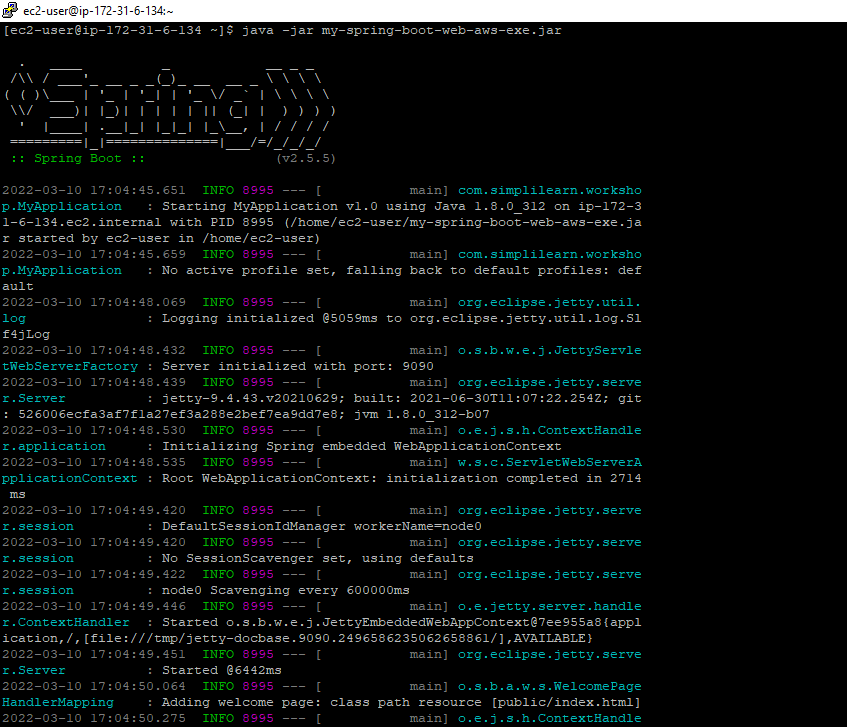 ec2-user@ip-172-31-6-134:~
[ec2-user@ip-172-31-6-134 ~]$ java -jar my-spring-boot-web-aws-exe.jar
  .   ____          _            __ _ _
 /\\ / ___'_ __ _ _(_)_ __  __ _ \ \ \ \
( ( )\___ | '_ | '_| | '_ \/ _` | \ \ \ \
 \\/  ___)| |_)| | | | | || (_| |  ) ) ) )
  '  |____| .__|_| |_|_| |_\__, | / / / /
 =========|_|==============|___/=/_/_/_/
 :: Spring Boot ::                (v2.5.5)
2022-03-10 17:04:45.651  INFO 8995 --- [           main] com.simplilearn.worksho
p.MyApplication   : Starting MyApplication v1.0 using Java 1.8.0_312 on ip-172-3
1-6-134.ec2.internal with PID 8995 (/home/ec2-user/my-spring-boot-web-aws-exe.ja
r started by ec2-user in /home/ec2-user)
2022-03-10 17:04:45.659  INFO 8995 --- [           main] com.simplilearn.worksho
p.MyApplication   : No active profile set, falling back to default profiles: def
ault
2022-03-10 17:04:48.069  INFO 8995 --- [           main] org.eclipse.jetty.util.
log               : Logging initialized @5059ms to org.eclipse.jetty.util.log.Sl
f4jLog
2022-03-10 17:04:48.432  INFO 8995 --- [           main] o.s.b.w.e.j.JettyServle
tWebServerFactory : Server initialized with port: 9090
2022-03-10 17:04:48.439  INFO 8995 --- [           main] org.eclipse.jetty.serve
r.Server          : jetty-9.4.43.v20210629; built: 2021-06-30T11:07:22.254Z; git
: 526006ecfa3af7f1a27ef3a288e2bef7ea9dd7e8; jvm 1.8.0_312-b07
2022-03-10 17:04:48.530  INFO 8995 --- [           main] o.e.j.s.h.ContextHandle
r.application     : Initializing Spring embedded WebApplicationContext
2022-03-10 17:04:48.535  INFO 8995 --- [           main] w.s.c.ServletWebServerA
pplicationContext : Root WebApplicationContext: initialization completed in 2714
 ms
2022-03-10 17:04:49.420  INFO 8995 --- [           main] org.eclipse.jetty.serve
r.session         : DefaultSessionIdManager workerName=node0
2022-03-10 17:04:49.420  INFO 8995 --- [           main] org.eclipse.jetty.serve
r.session         : No SessionScavenger set, using defaults
2022-03-10 17:04:49.422  INFO 8995 --- [           main] org.eclipse.jetty.serve
r.session         : node0 Scavenging every 600000ms
2022-03-10 17:04:49.446  INFO 8995 --- [           main] o.e.jetty.server.handle
r.ContextHandler  : Started o.s.b.w.e.j.JettyEmbeddedWebAppContext@7ee955a8{appl
ication,/,[file:///tmp/jetty-docbase.9090.2496586235062658861/],AVAILABLE}
2022-03-10 17:04:49.451  INFO 8995 --- [           main] org.eclipse.jetty.serve
r.Server          : Started @6442ms
2022-03-10 17:04:50.064  INFO 8995 --- [           main] o.s.b.a.w.s.WelcomePage
HandlerMapping    : Adding welcome page: class path resource [public/index.html]
2022-03-10 17:04:50.275  INFO 8995 --- [           main] o.e.j.s.h.ContextHandle